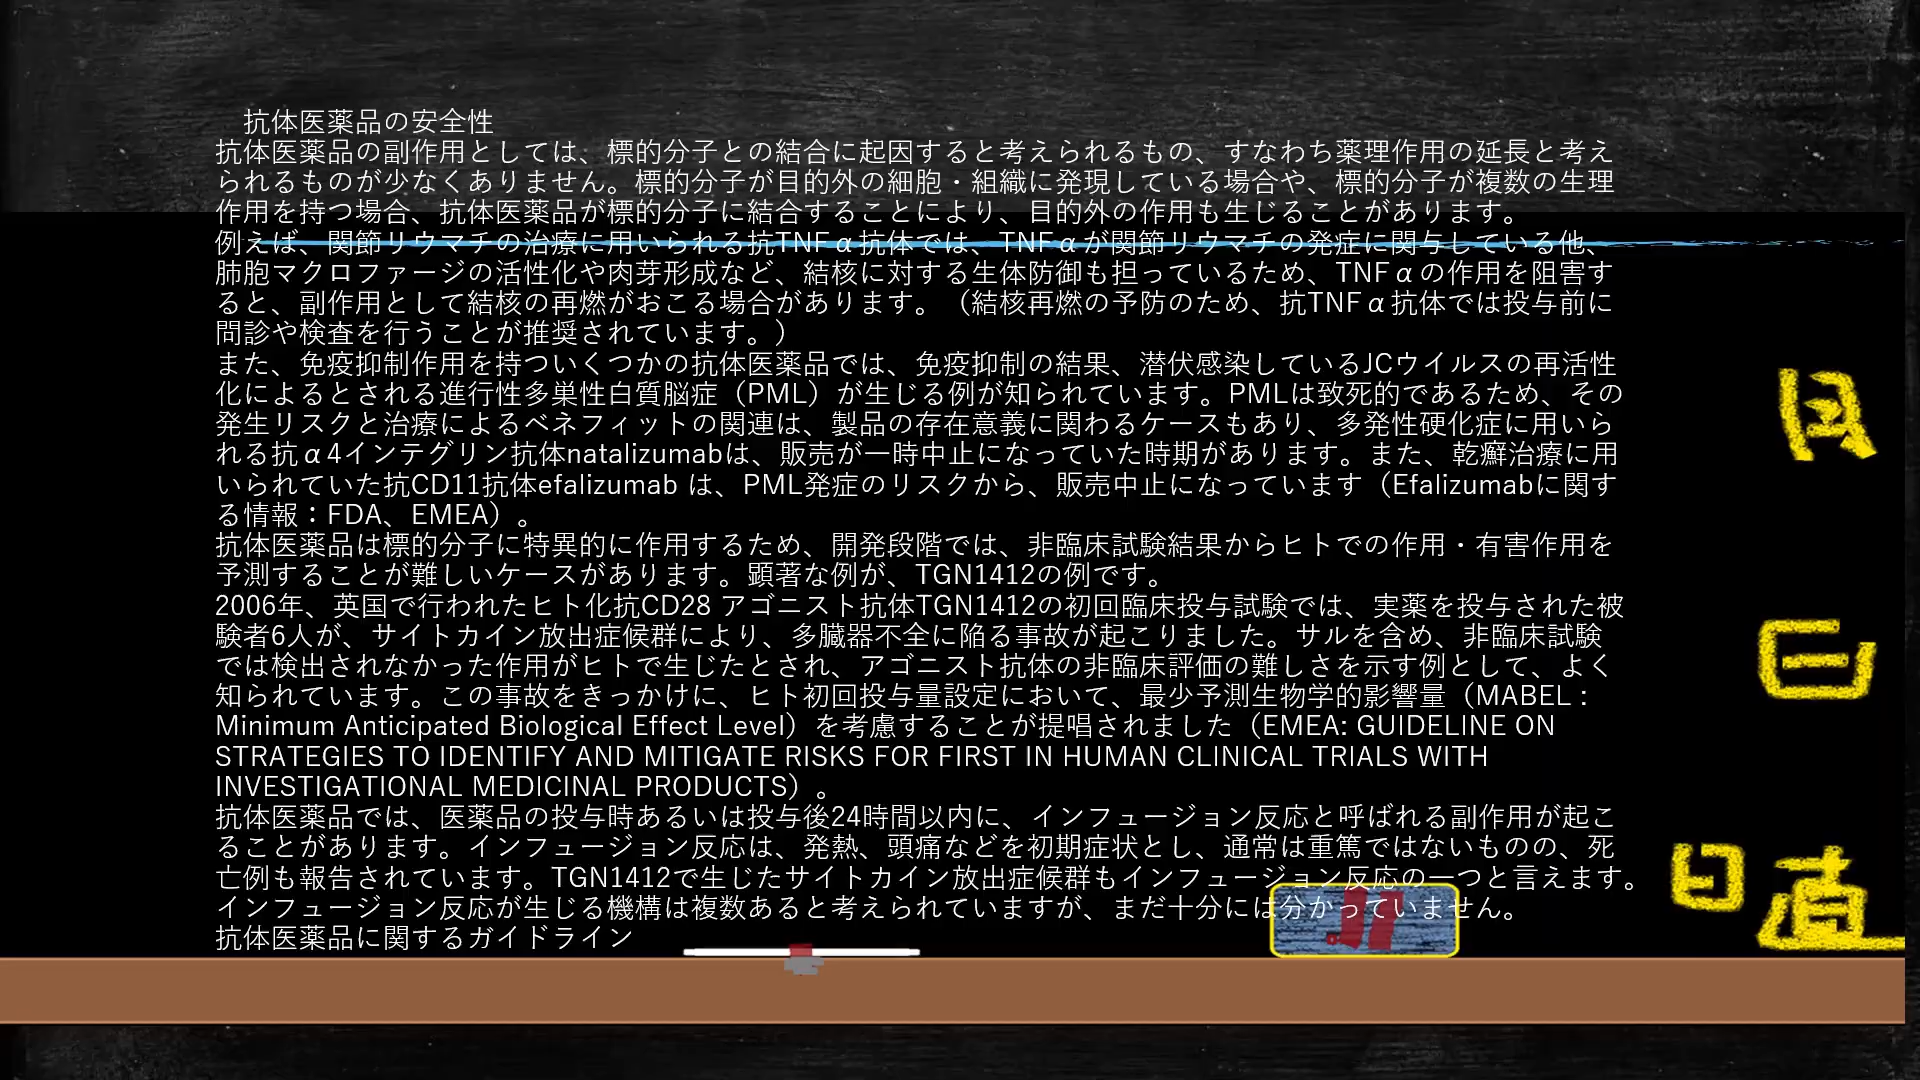 抗体医薬品の安全性
抗体医薬品の副作用としては、標的分子との結合に起因すると考えられるもの、すなわち薬理作用の延長と考え
られるものが少なくありません。標的分子が目的外の細胞・組織に発現している場合や、標的分子が複数の生理
作用を持つ場合、抗体医薬品が標的分子に結合することにより、目的外の作用も生じることがあります。
例えば、関節リウマチの治療に用いられる抗TNFα抗体では、TNFαが関節リウマチの発症に関与している他、
肺胞マクロファージの活性化や肉芽形成など、結核に対する生体防御も担っているため、TNFαの作用を阻害す
ると、副作用として結核の再燃がおこる場合があります。（結核再燃の予防のため、抗TNFα抗体では投与前に
問診や検査を行うことが推奨されています。）
また、免疫抑制作用を持ついくつかの抗体医薬品では、免疫抑制の結果、潜伏感染しているJCウイルスの再活性
化によるとされる進行性多巣性白質脳症（PML）が生じる例が知られています。PMLは致死的であるため、その
発生リスクと治療によるベネフィットの関連は、製品の存在意義に関わるケースもあり、多発性硬化症に用いら
れる抗α4インテグリン抗体natalizumabは、販売が一時中止になっていた時期があります。また、乾癬治療に用
いられていた抗CD11抗体efalizumab は、PML発症のリスクから、販売中止になっています（Efalizumabに関す
る情報：FDA、EMEA）。
抗体医薬品は標的分子に特異的に作用するため、開発段階では、非臨床試験結果からヒトでの作用・有害作用を
予測することが難しいケースがあります。顕著な例が、TGN1412の例です。
2006年、英国で行われたヒト化抗CD28 アゴニスト抗体TGN1412の初回臨床投与試験では、実薬を投与された被
験者6人が、サイトカイン放出症候群により、多臓器不全に陥る事故が起こりました。サルを含め、非臨床試験
では検出されなかった作用がヒトで生じたとされ、アゴニスト抗体の非臨床評価の難しさを示す例として、よく
知られています。この事故をきっかけに、ヒト初回投与量設定において、最少予測生物学的影響量（MABEL：
Minimum Anticipated Biological Effect Level）を考慮することが提唱されました（EMEA: GUIDELINE ON
STRATEGIES TO IDENTIFY AND MITIGATE RISKS FOR FIRST IN HUMAN CLINICAL TRIALS WITH
INVESTIGATIONAL MEDICINAL PRODUCTS）。
抗体医薬品では、医薬品の投与時あるいは投与後24時間以内に、インフュージョン反応と呼ばれる副作用が起こ
ることがあります。インフュージョン反応は、発熱、頭痛などを初期症状とし、通常は重篤ではないものの、死
亡例も報告されています。TGN1412で生じたサイトカイン放出症候群もインフュージョン反応の一つと言えます。
インフュージョン反応が生じる機構は複数あると考えられていますが、まだ十分には分かっていません。
抗体医薬品に関するガイドライン
日
日直